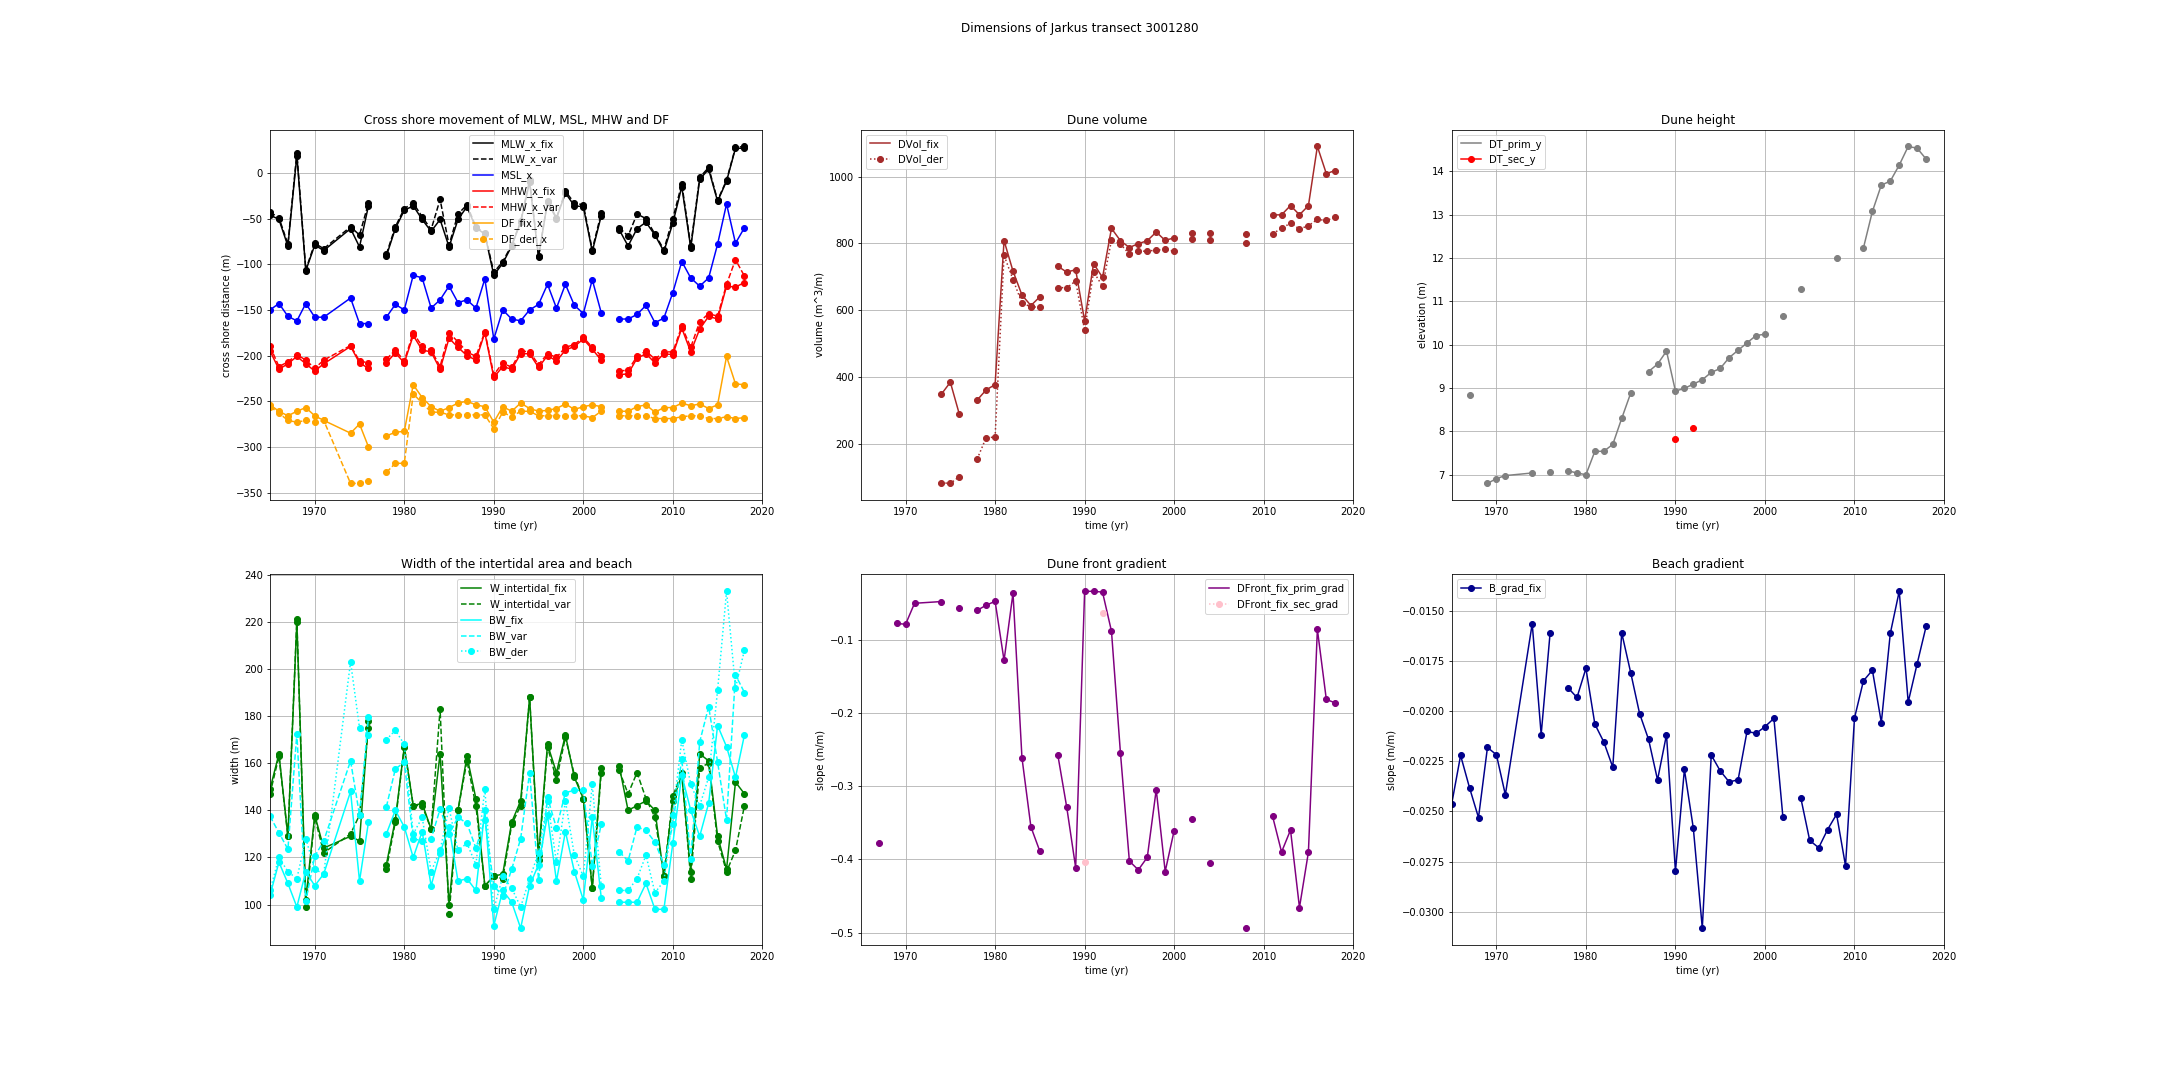 Dimensions of Jarkus transect 3001280
Cross shore movement of MLW, MSL, MHW and DF
cross shore distance (m)
0
−50
−100
−150
−200
−250
−300
−350
MLW_x_fix
MLW_x_var
MSL_x
MHW_x_fix
MHW_x_var
DF_fix_x
DF_der_x
1970 1980 1990 2000 2010 2020
time (yr)
Dune volume
volume (m^3/m)
1000
800
600
400
200
DVol_fix
DVol_der
1970 1980 1990 2000 2010 2020
time (yr)
Dune height
elevation (m)
14
13
12
11
10
9
8
7
DT_prim_y
DT_sec_y
1970 1980 1990 2000 2010 2020
time (yr)
Width of the intertidal area and beach
width (m)
240
220
200
180
160
140
120
100
W_intertidal_fix
W_intertidal_var
BW_fix
BW_var
BW_der
1970 1980 1990 2000 2010 2020
time (yr)
Dune front gradient
slope (m/m)
−0.1
−0.2
−0.3
−0.4
−0.5
DFront_fix_prim_grad
DFront_fix_sec_grad
1970 1980 1990 2000 2010 2020
time (yr)
Beach gradient
slope (m/m)
−0.0150
−0.0175
−0.0200
−0.0225
−0.0250
−0.0275
−0.0300
B_grad_fix
1970 1980 1990 2000 2010 2020
time (yr)